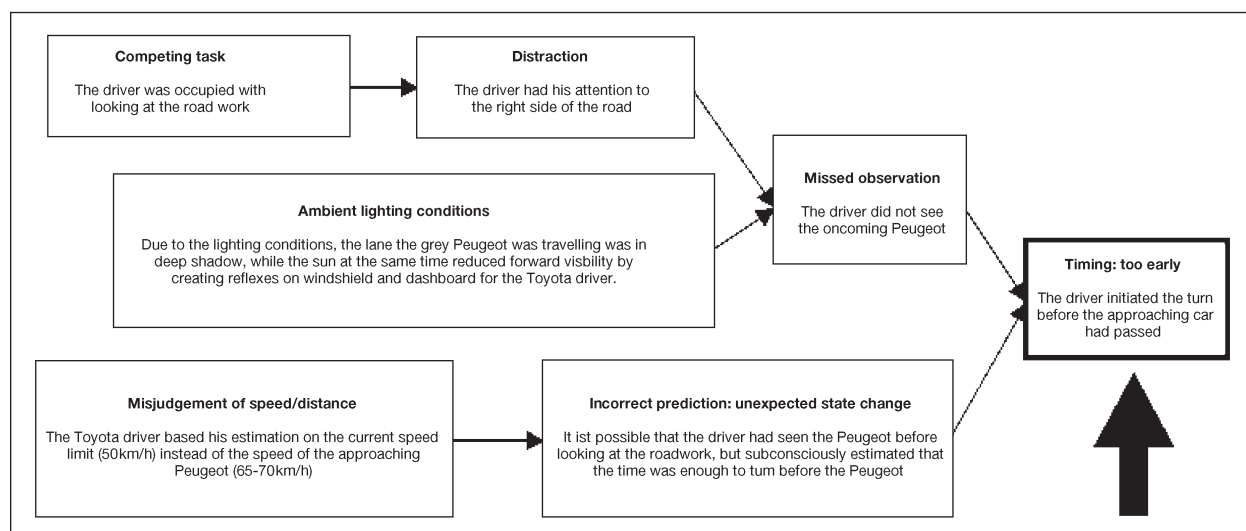 Competing task
The driver was occupied with
looking at the road work
Distraction
The driver had his attention to
the right side of the road
Ambient lighting conditions
Due to the lighting conditions, the lane the grey Peugeot was travelling was in
deep shadow, while the sun at the same time reduced forward visbility by
creating reflexes on windshield and dashboard for the Toyota driver.
Missed observation
The driver did not see
the oncoming Peugeot
Timing: too early
The driver initiated the turn
before the approaching car
had passed
Misjudgement of speed/distance
The Toyota driver based his estimation on the current speed
limit (50km/h) instead of the speed of the approaching
Peugeot (65-70km/h)
Incorrect prediction: unexpected state change
It ist possible that the driver had seen the Peugeot before
looking at the roadwork, but subconsciously estimated that
the time was enough to turn before the Peugeot